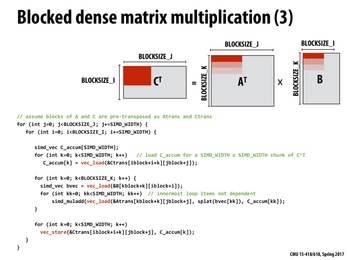 Blocked dense matrix multiplication (3)
BLOCKSIZE_J
BLOCKSIZE_J
BLOCKSIZE_I
BLOCKSIZE_I
BLOCKSIZE_K
BLOCKSIZE_K
Cᵀ = Aᵀ X B
// assume blocks of A and C are pre-transposed as Atrans and Ctrans
for (int j=0; j<BLOCKSIZE_J; j+=SIMD_WIDTH) {
for (int i=0; i<BLOCKSIZE_I; i+=SIMD_WIDTH) {
simd_vec C_accum[SIMD_WIDTH];
for (int k=0; k<SIMD_WIDTH; k++) // load C_accum for a SIMD_WIDTH x SIMD_WIDTH chunk of C^T
C_accum[k] = vec_load(&Ctrans[iblock+i+k][jblock+j]);
for (int k=0; k<BLOCKSIZE_K; k++) {
simd_vec bvec = vec_load(&B[kblock+k][iblock+i]);
for (int kk=0; kk<SIMD_WIDTH; kk++) // innermost loop items not dependent
simd_muladd(vec_load(&Atrans[kblock+k][jblock+j], splat(bvec[kk]), C_accum[kk]);
}
for (int k=0; k<SIMD_WIDTH; k++)
vec_store(&Ctrans[iblock+i+k][jblock+j], C_accum[k]);
}
}
CMU 15-418/618, Spring 2017